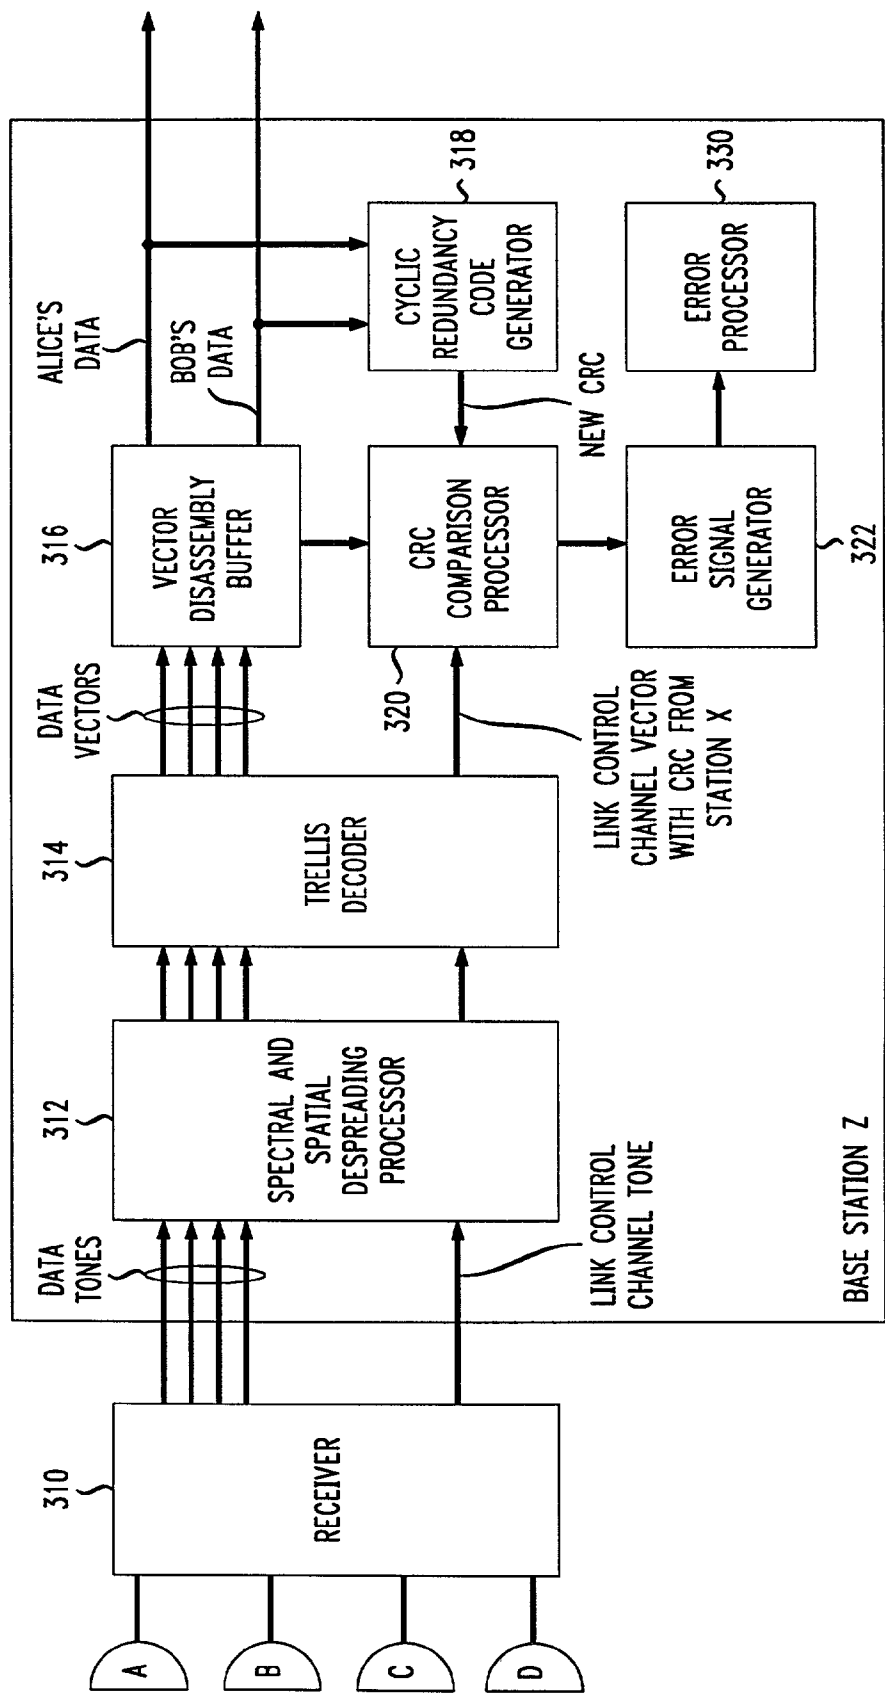 A
B
C
D
310
RECEIVER
DATA
TONES
LINK CONTROL
CHANNEL TONE
312
SPECTRAL AND
SPATIAL
DESPREADING
PROCESSOR
314
TRELLIS
DECODER
DATA
VECTORS
LINK CONTROL
CHANNEL VECTOR
WITH CRC FROM
STATION X
316
VECTOR
DISASSEMBLY
BUFFER
ALICE'S
DATA
BOB'S
DATA
320
CRC
COMPARISON
PROCESSOR
NEW CRC
CYCLIC
REDUNDANCY
CODE
GENERATOR
318
ERROR
SIGNAL
GENERATOR
322
ERROR
PROCESSOR
330
BASE STATION Z